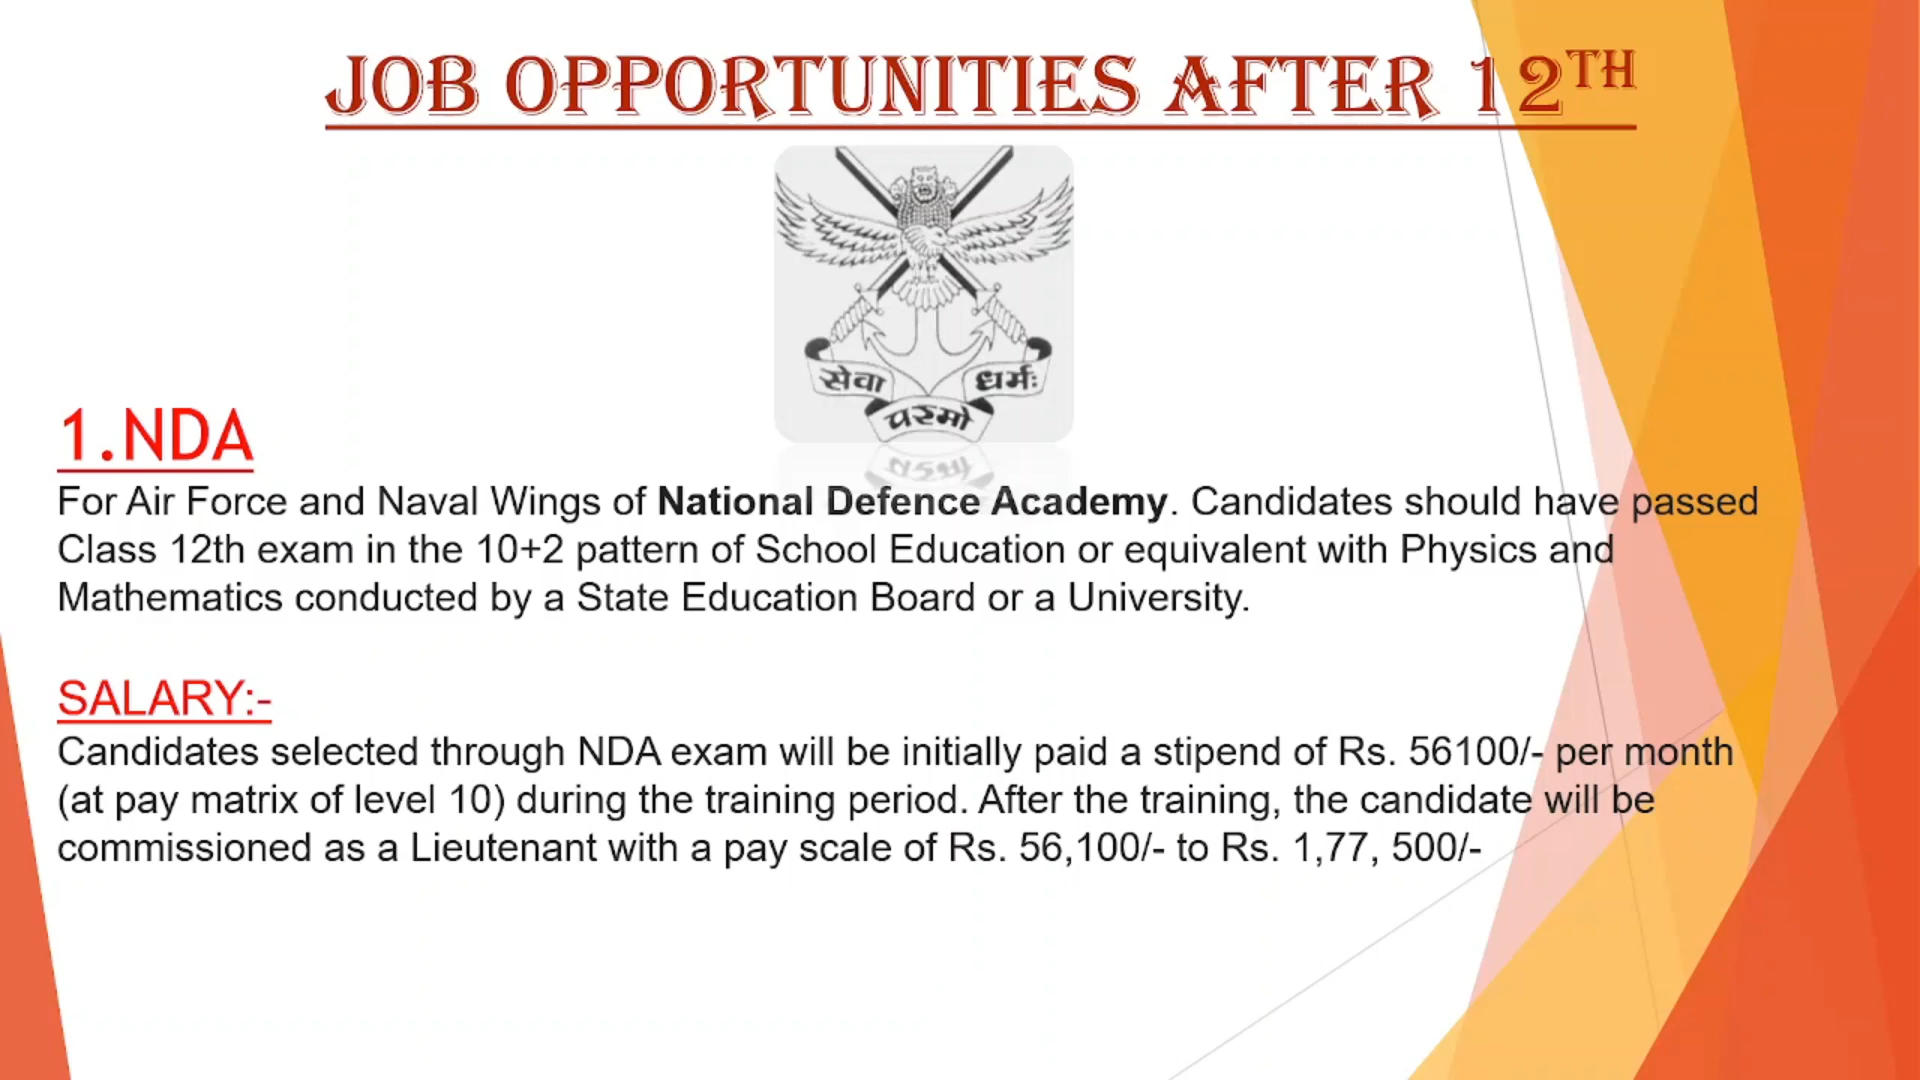 JOB OPPORTUNITIES AFTER 12TH
सेवा
धर्मः
परमो
1.NDA
For Air Force and Naval Wings of National Defence Academy. Candidates should have passed
Class 12th exam in the 10+2 pattern of School Education or equivalent with Physics and
Mathematics conducted by a State Education Board or a University.
SALARY:-
Candidates selected through NDA exam will be initially paid a stipend of Rs. 56100/- per month
(at pay matrix of level 10) during the training period. After the training, the candidate will be
commissioned as a Lieutenant with a pay scale of Rs. 56,100/- to Rs. 1,77, 500/-